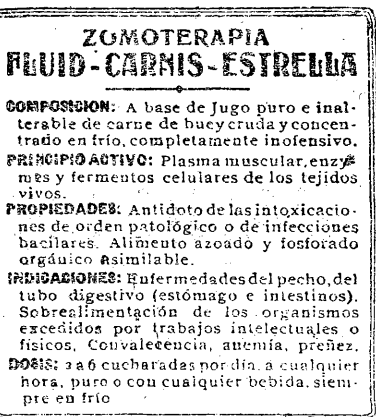 ZOMOTERAPIA
FLUID-CARNIS-ESTRELLA
COMPOSICION: A base de Jugo puro e inal-
terable de carne de buey cruda y concen-
trado en frío, completamente inofensivo.
PRINCIPIO ACTIVO: Plasma muscular, enzy
mes y fermentos celulares de los tejidos
vivos.
PROPIEDADES: Antidoto de las intoxicacio-
nes de orden patológico o de infecciones
bacilares. Alimento azoado y fosforado
orgánico Asimilable.
INDICACIONES: Enfermedades del pecho, del
tubo digestivo (estómago e intestinos).
Sobrealimentación de los organismos
excedidos por trabajos intelectuales o
físicos, Convalecencia, anemia, preñez.
DOSIS: 2 a 6 cucharadas por día, a cualquier
hora, puro o con cualquier bebida, siem-
pre en frío